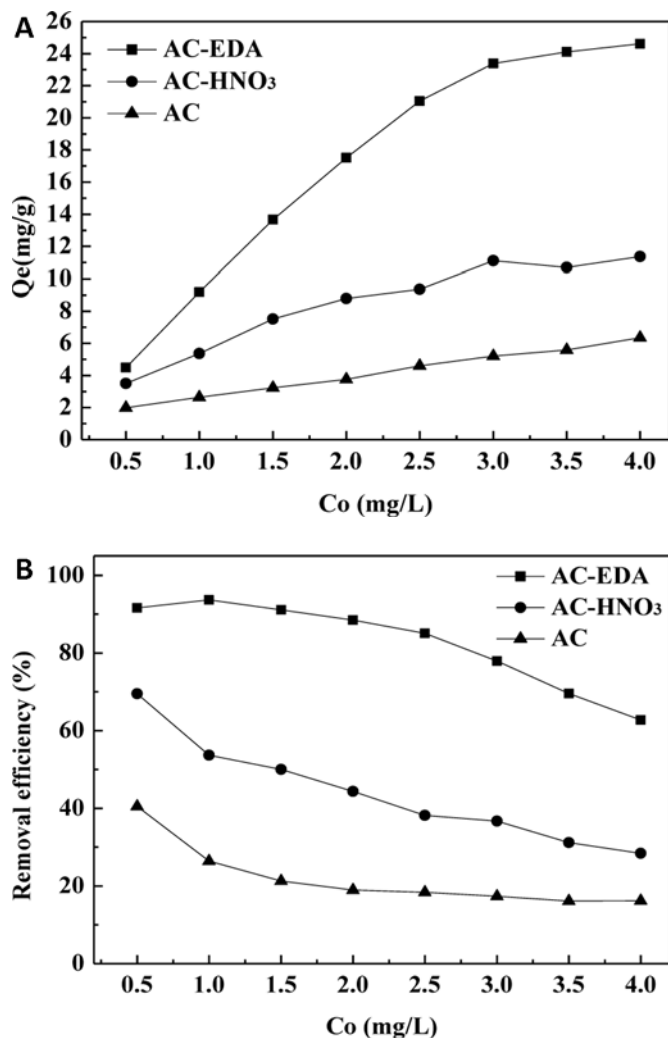 A
AC-EDA
AC-HNO₃
AC
Qe(mg/g)
26
24
22
20
18
16
14
12
10
8
6
4
2
0
0.5 1.0 1.5 2.0 2.5 3.0 3.5 4.0
Co (mg/L)
B
AC-EDA
AC-HNO₃
AC
Removal efficiency (%)
100
80
60
40
20
0
0.5 1.0 1.5 2.0 2.5 3.0 3.5 4.0
Co (mg/L)